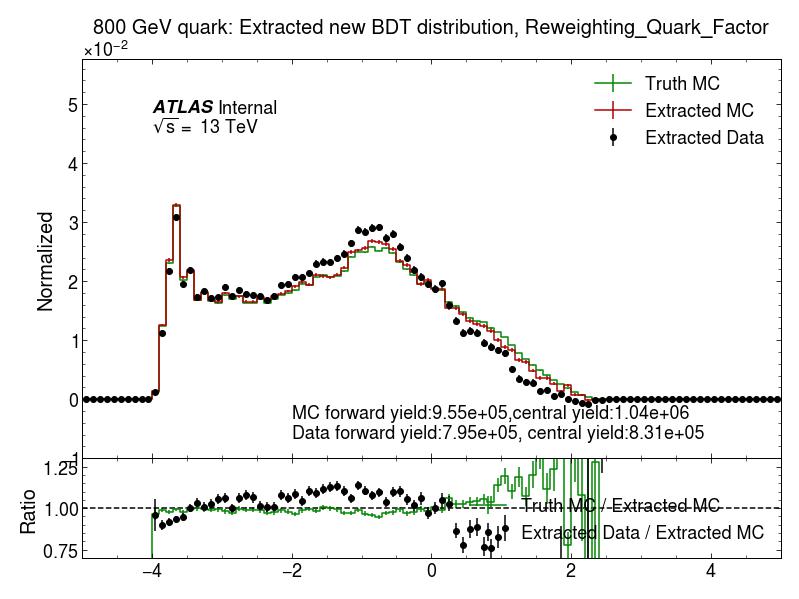 800 GeV quark: Extracted new BDT distribution, Reweighting_Quark_Factor
×10⁻²
ATLAS Internal
√s = 13 TeV
Truth MC
Extracted MC
Extracted Data
Normalized
5
4
3
2
1
0
MC forward yield:9.55e+05,central yield:1.04e+06
Data forward yield:7.95e+05, central yield:8.31e+05
Ratio
1.25
1.00
0.75
Truth MC / Extracted MC
Extracted Data / Extracted MC
−4
−2
0
2
4